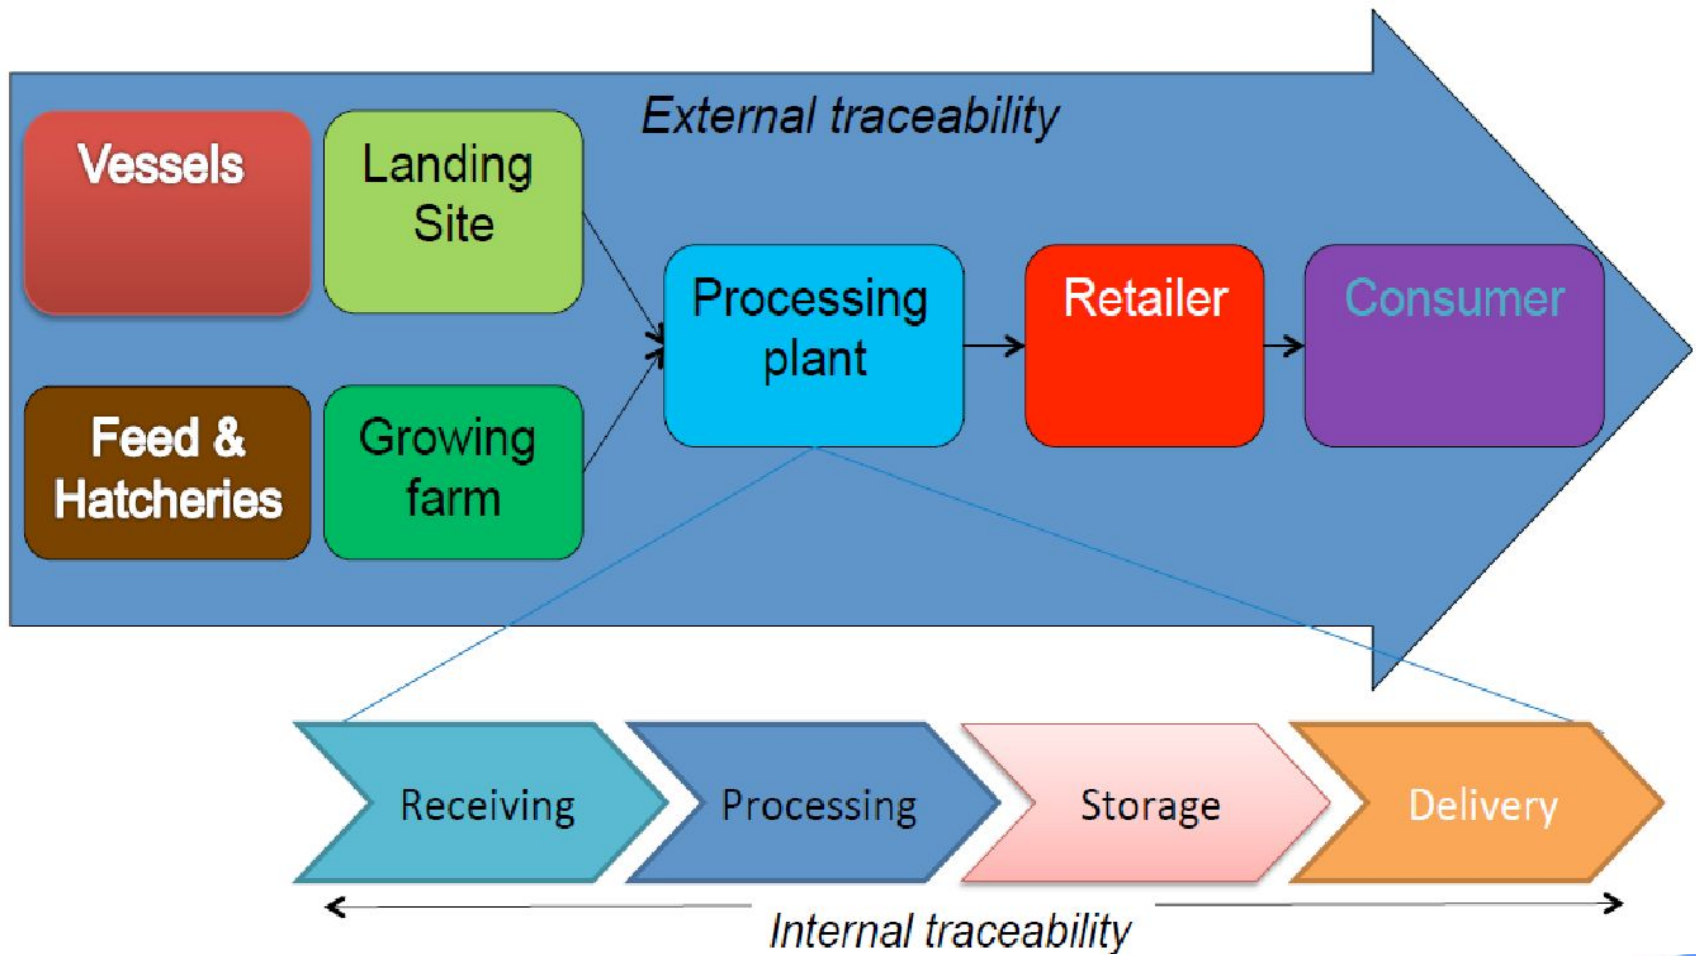 External traceability
Vessels
Landing
Site
Processing
plant
Retailer
Consumer
Feed &
Hatcheries
Growing
farm
Receiving
Processing
Storage
Delivery
Internal traceability